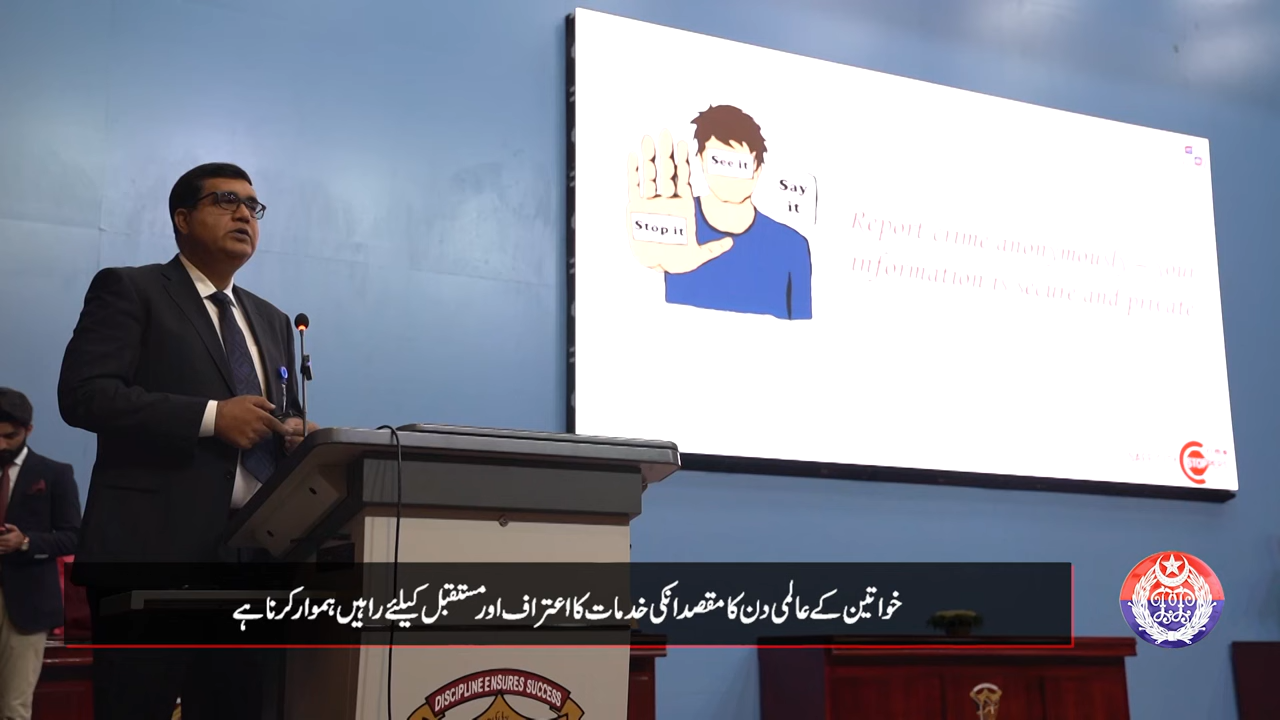 See it
Say
it
Stop it
Report crime anonymously – your
information is secure and private
خواتین کے عالمی دن کا مقصد انکی خدمات کا اعتراف اور مستقبل کیلئے راہیں ہموار کرنا ہے
DISCIPLINE ENSURES SUCCESS